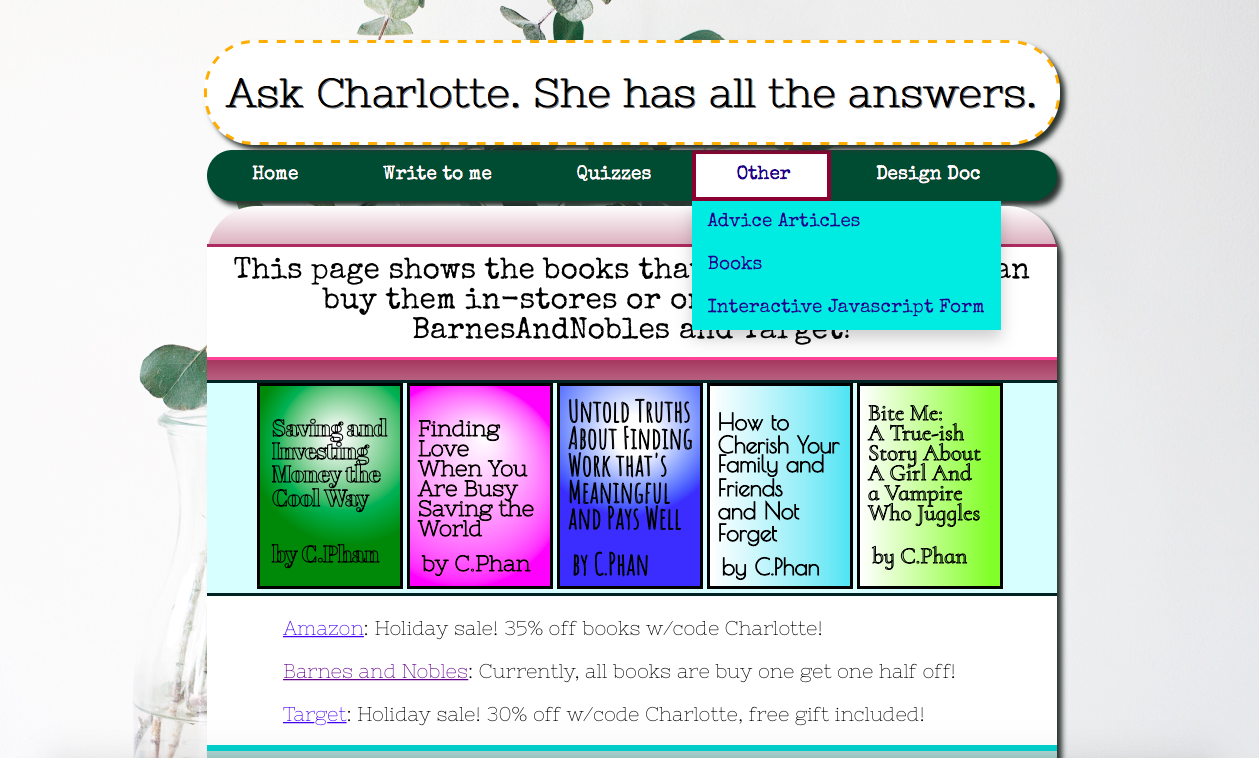 Ask Charlotte. She has all the answers.
Home Write to me Quizzes Other Design Doc
Advice Articles
Books
Interactive Javascript Form
This page shows the books
buy them in-stores or
BarnesAndNobles and Target!
Saving and
Investing
Money the
Cool Way
by C.Phan
Finding
Love
When You
Are Busy
Saving the
World
by C.Phan
Untold Truths
About Finding
Work that's
Meaningful
and Pays Well
by C.Phan
How to
Cherish Your
Family and
Friends
and Not
Forget
by C.Phan
Bite Me:
A True-ish
Story About
A Girl And
a Vampire
Who Juggles
by C.Phan
Amazon: Holiday sale! 35% off books w/code Charlotte!
Barnes and Nobles: Currently, all books are buy one get one half off!
Target: Holiday sale! 30% off w/code Charlotte, free gift included!